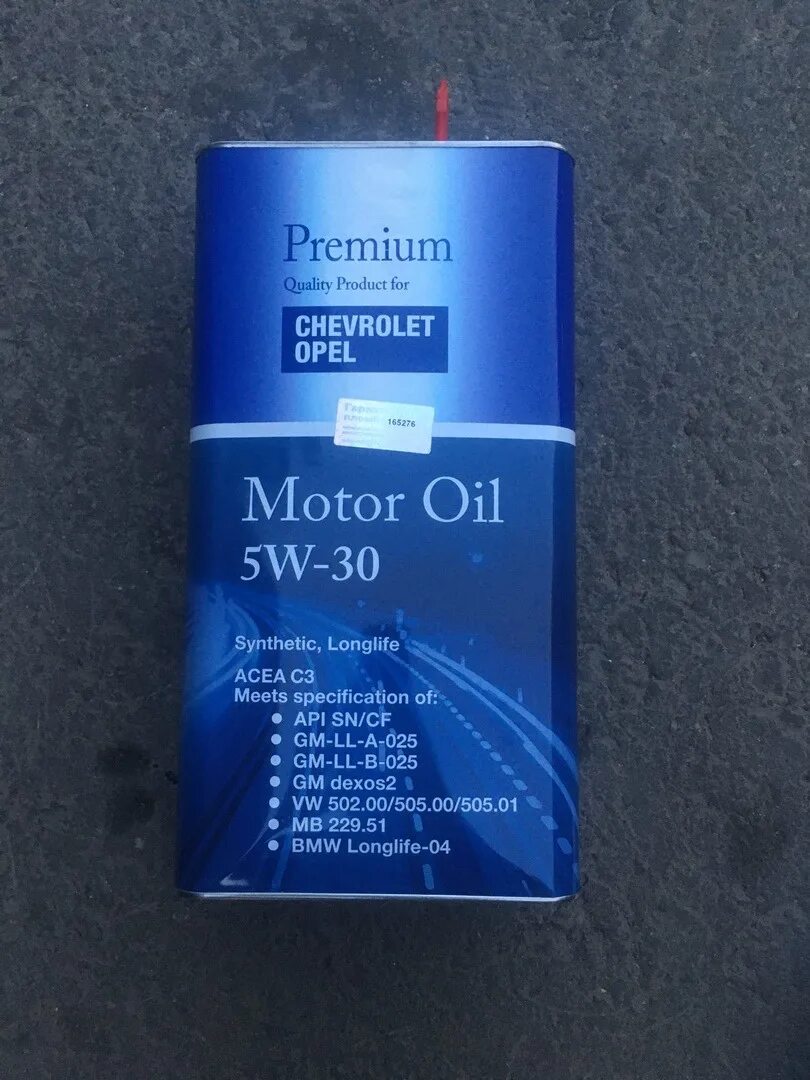 Premium
Quality Product for
CHEVROLET
OPEL
165276
Motor Oil
5W-30
Synthetic, Longlife
ACEA C3
Meets specification of:
● API SN/CF
● GM-LL-A-025
● GM-LL-B-025
● GM dexos2
● VW 502.00/505.00/505.01
● MB 229.51
● BMW Longlife-04